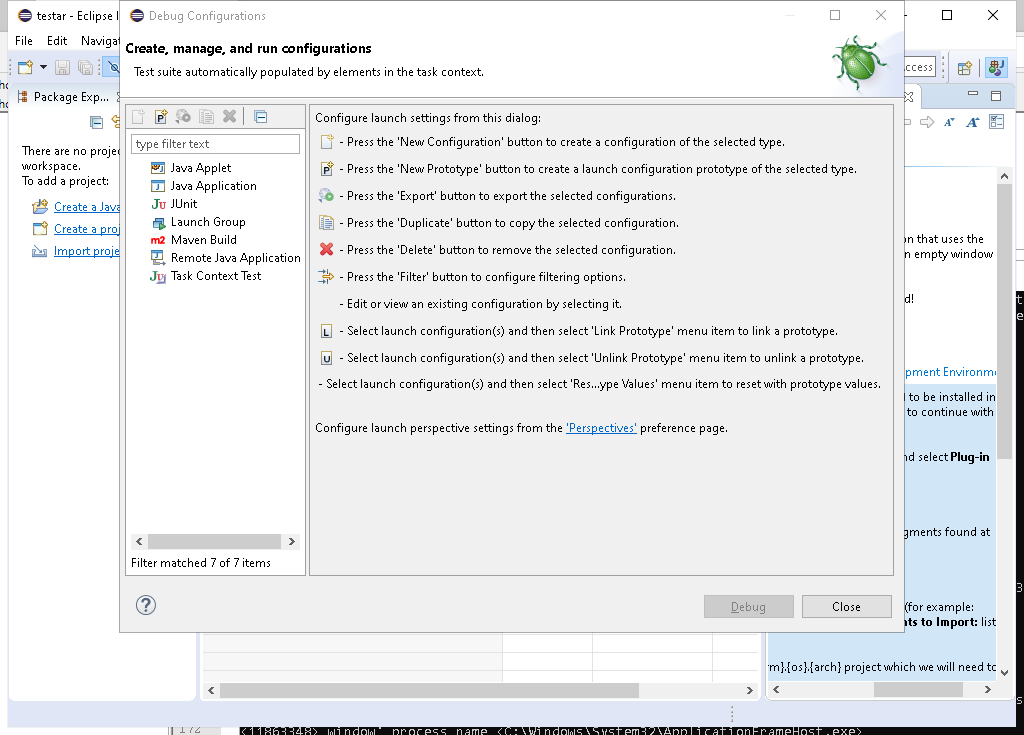 testar - Eclipse I
Debug Configurations
File Edit Navigat
Create, manage, and run configurations
Test suite automatically populated by elements in the task context.
cess
Package Exp...
There are no projec
workspace.
To add a project:
Create a Java
Create a proj
Import proje
type filter text
Java Applet
Java Application
Ju JUnit
Launch Group
m2 Maven Build
Remote Java Application
Ju Task Context Test
Filter matched 7 of 7 items
Configure launch settings from this dialog:
- Press the 'New Configuration' button to create a configuration of the selected type.
P - Press the 'New Prototype' button to create a launch configuration prototype of the selected type.
- Press the 'Export' button to export the selected configurations.
- Press the 'Duplicate' button to copy the selected configuration.
- Press the 'Delete' button to remove the selected configuration.
- Press the 'Filter' button to configure filtering options.
- Edit or view an existing configuration by selecting it.
L - Select launch configuration(s) and then select 'Link Prototype' menu item to link a prototype.
U - Select launch configuration(s) and then select 'Unlink Prototype' menu item to unlink a prototype.
- Select launch configuration(s) and then select 'Res...ype Values' menu item to reset with prototype values.
Configure launch perspective settings from the 'Perspectives' preference page.
? Debug Close
on that uses the
n empty window
d!
pment Environme
to be installed in
to continue with
nd select Plug-in
gments found at
(for example:
nts to Import: list
rm}.{os}.{arch} project which we will need to
172
<11863348> window' process name <C:\Windows\System32\ApplicationFrameHost.exe>